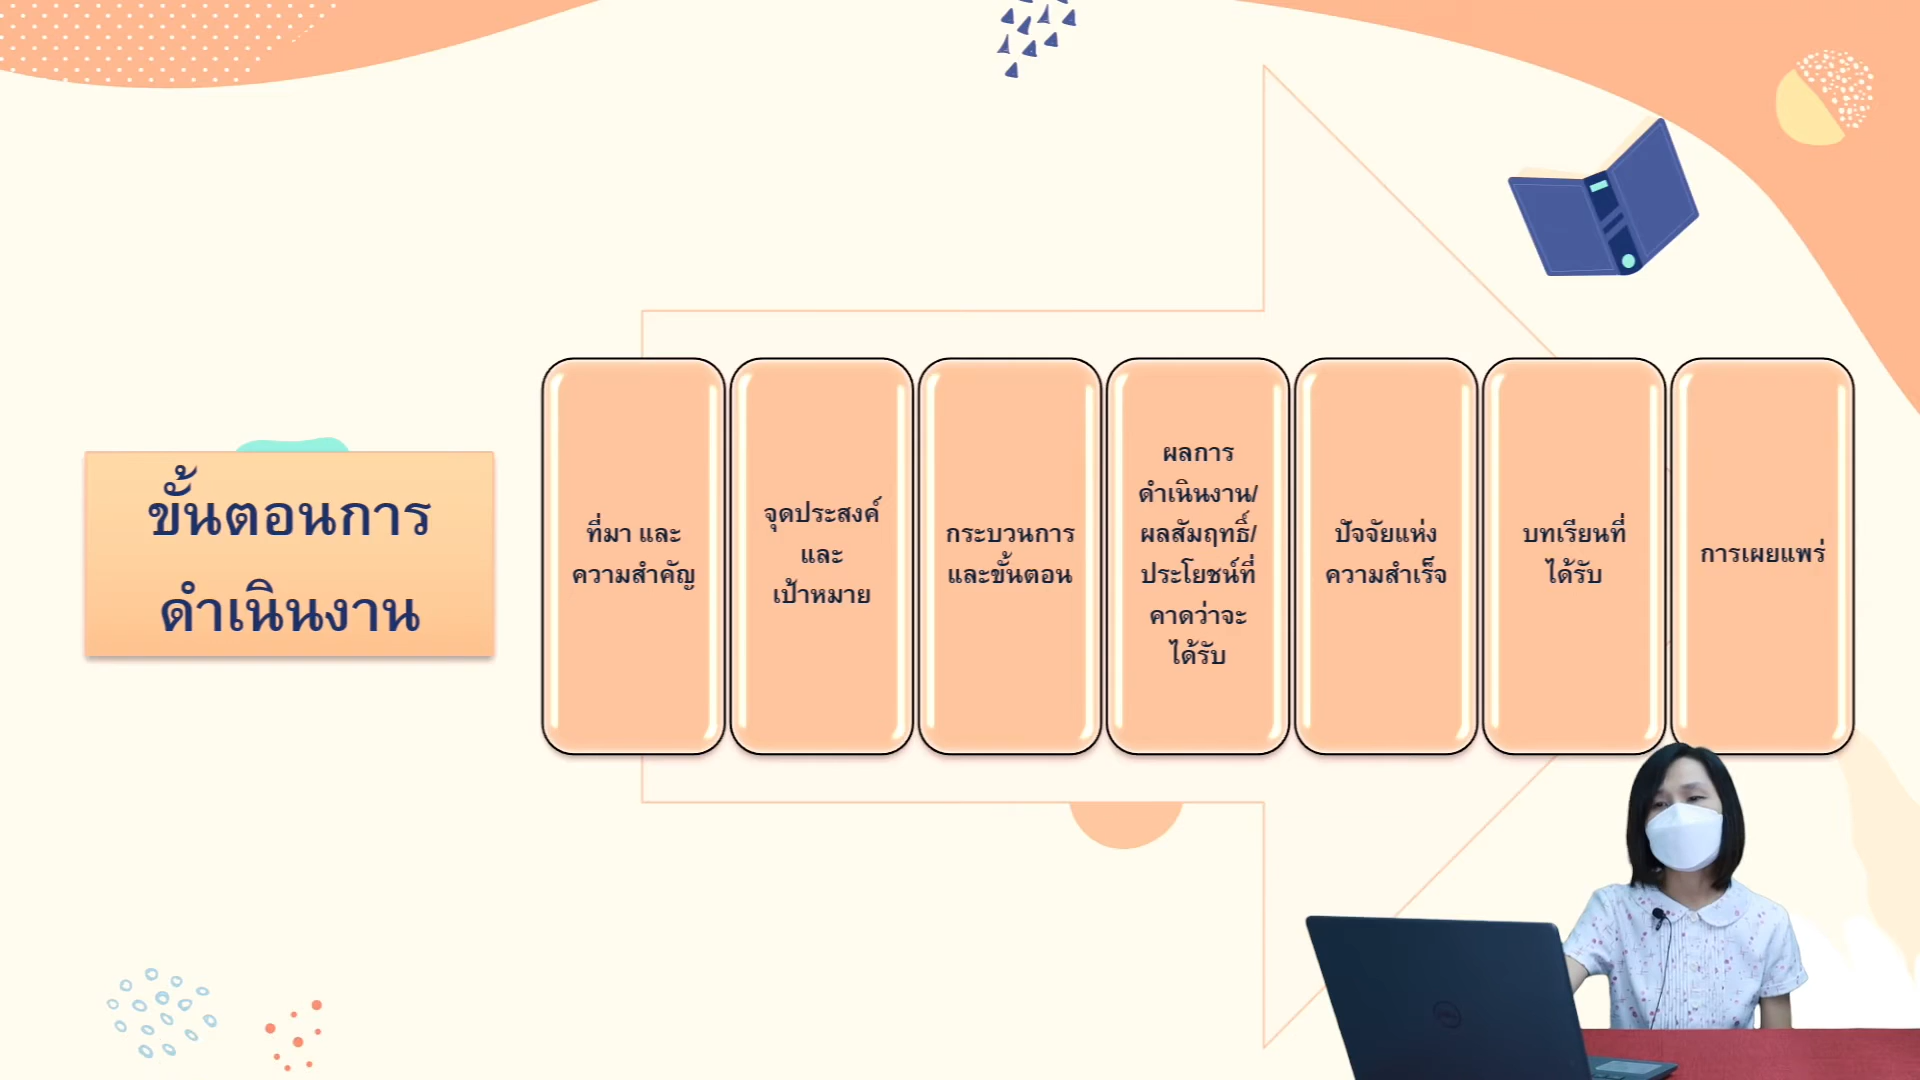 ขั้นตอนการ
ดำเนินงาน
ที่มา และ
ความสำคัญ
จุดประสงค์
และ
เป้าหมาย
กระบวนการ
และขั้นตอน
ผลการ
ดำเนินงาน/
ผลสัมฤทธิ์/
ประโยชน์ที่
คาดว่าจะ
ได้รับ
ปัจจัยแห่ง
ความสำเร็จ
บทเรียนที่
ได้รับ
การเผยแพร่